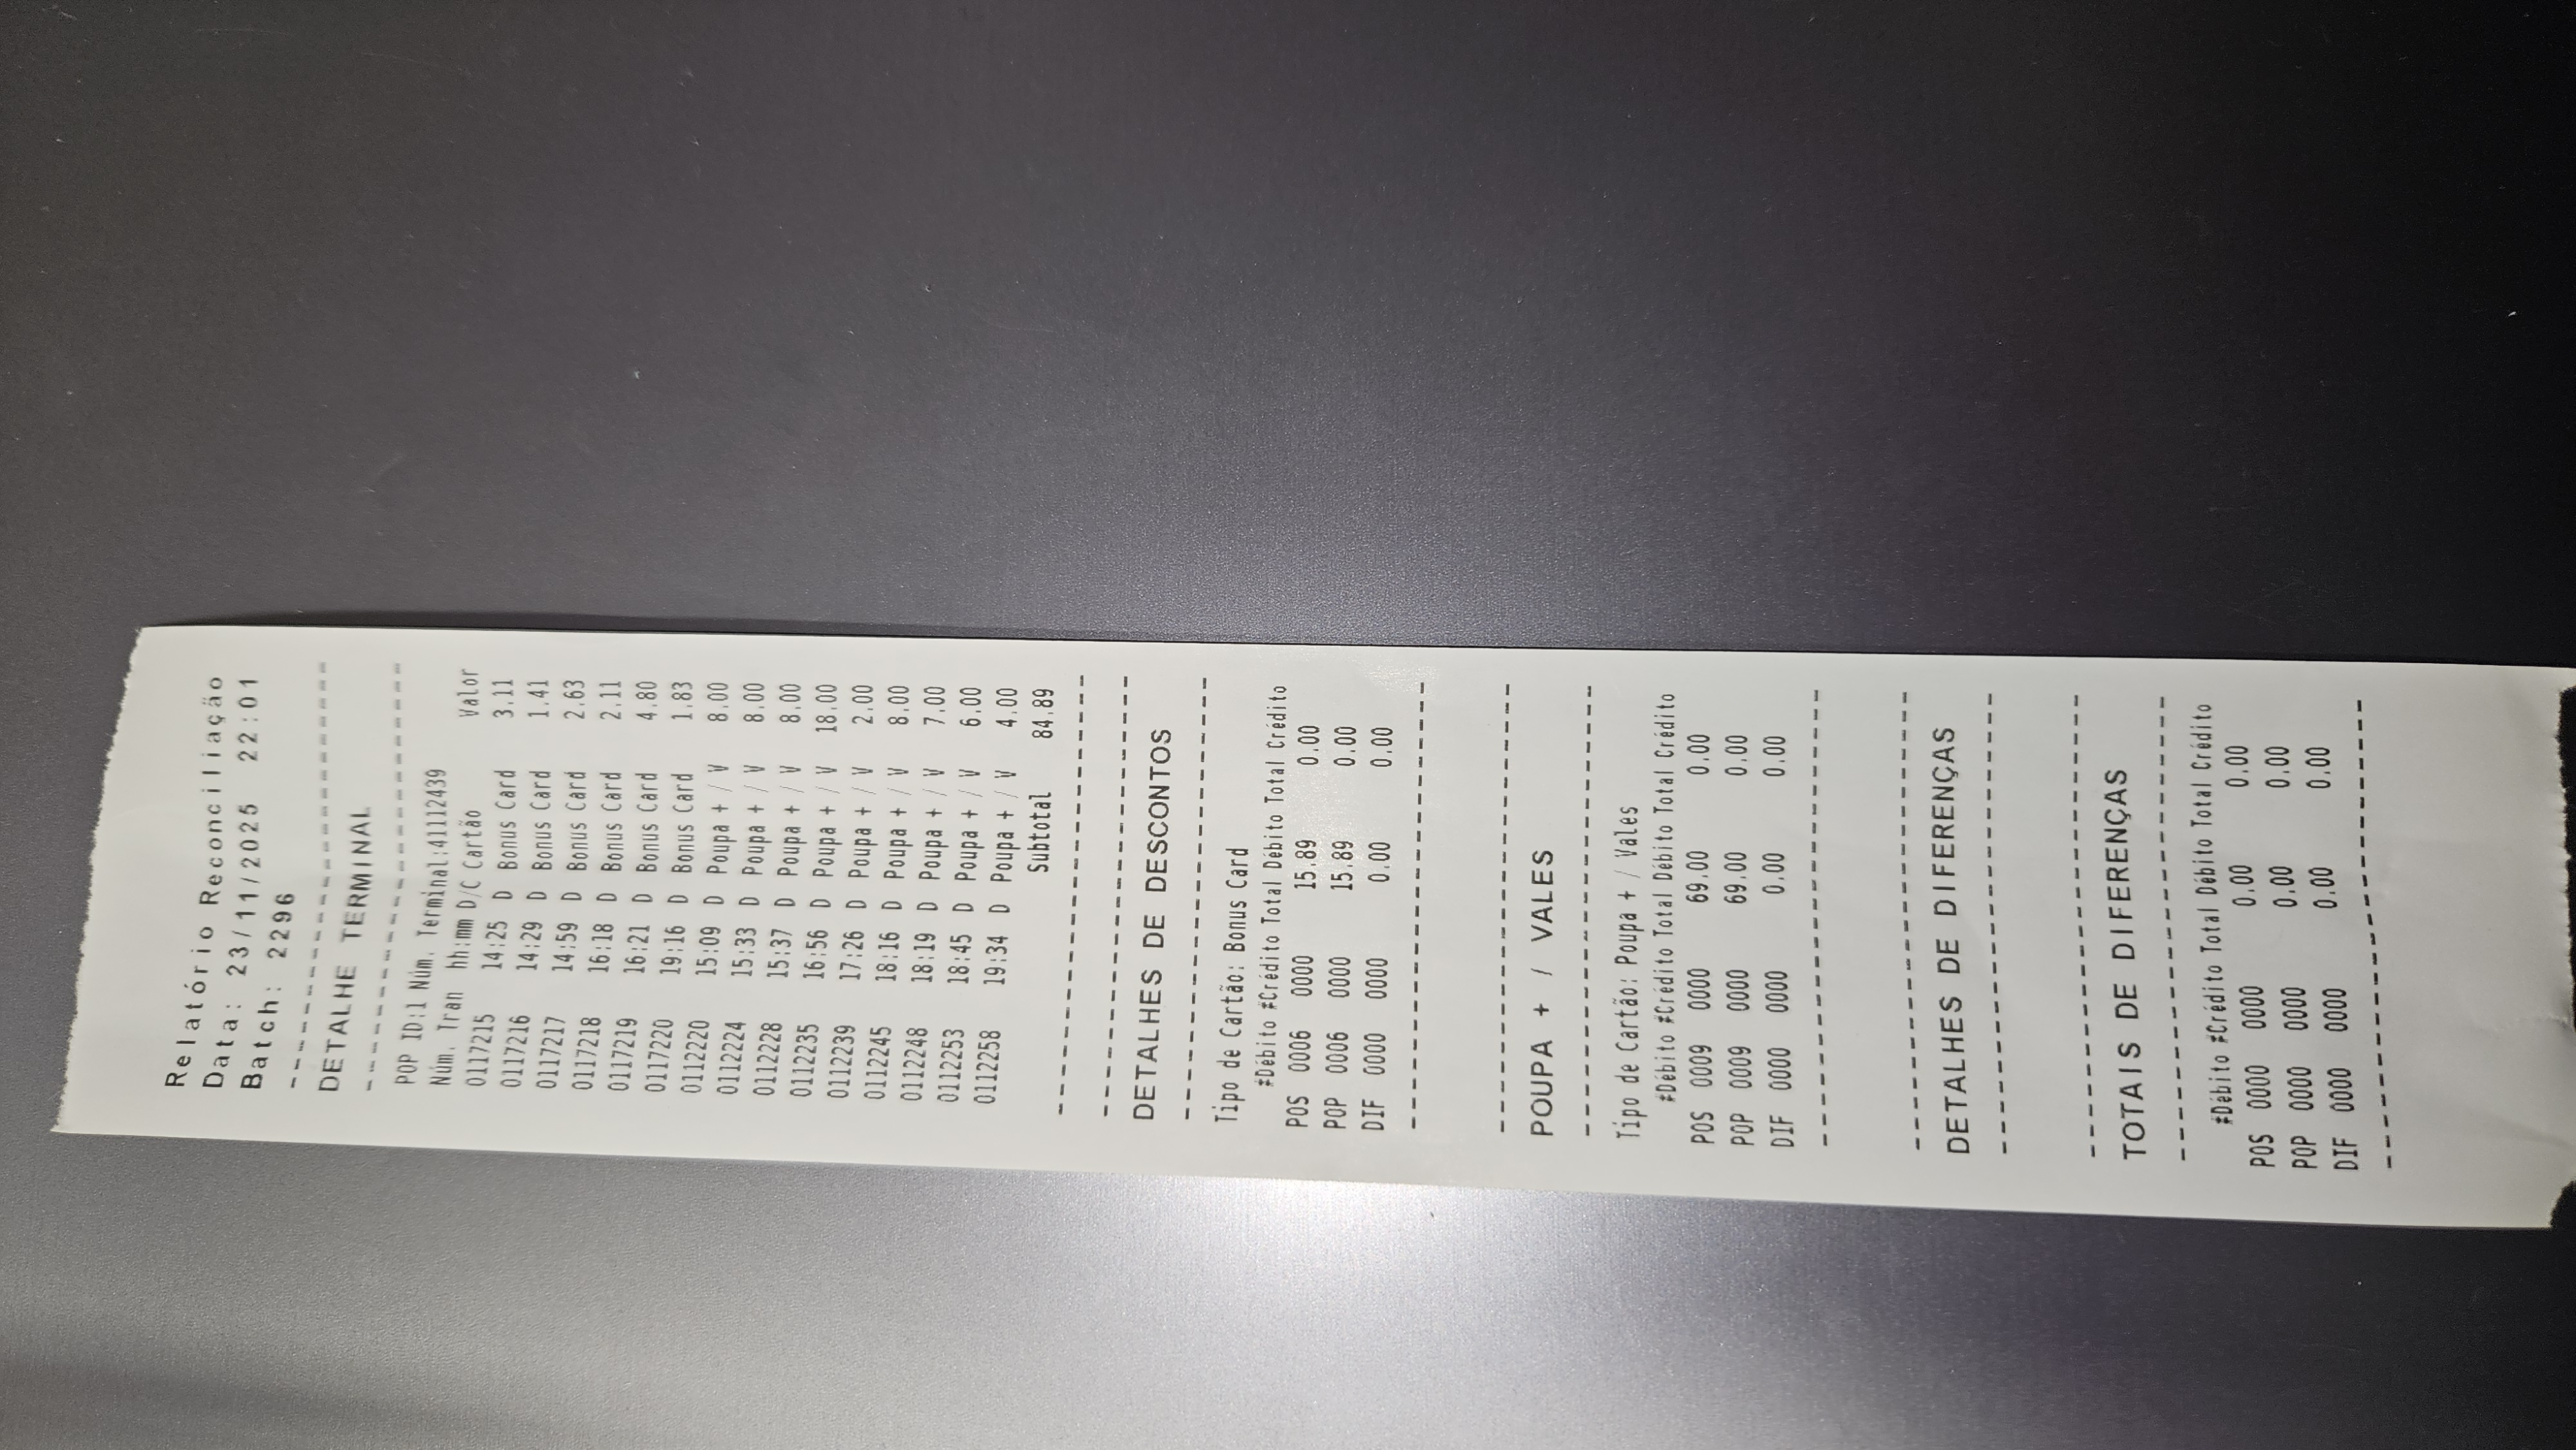 Relatório Reconciliação
Data: 23/11/2025 22:01
Batch: 2296
------------------------
DETALHE TERMINAL
------------------------
POP ID:1 Núm. Terminal:41112439
Núm. Tran hh:mm D/C Cartão Valor
0117215 14:25 D Bonus Card 3.11
0117216 14:29 D Bonus Card 1.41
0117217 14:59 D Bonus Card 2.63
0117218 16:18 D Bonus Card 2.11
0117219 16:21 D Bonus Card 4.80
0117220 19:16 D Bonus Card 1.83
0112220 15:09 D Poupa + / V 8.00
0112224 15:33 D Poupa + / V 8.00
0112228 15:37 D Poupa + / V 8.00
0112235 16:56 D Poupa + / V 18.00
0112239 17:26 D Poupa + / V 2.00
0112245 18:16 D Poupa + / V 8.00
0112248 18:19 D Poupa + / V 7.00
0112253 18:45 D Poupa + / V 6.00
0112258 19:34 D Poupa + / V 4.00
Subtotal 84.89
------------------------
------------------------
DETALHES DE DESCONTOS
------------------------
Tipo de Cartão: Bonus Card
#Débito #Crédito Total Débito Total Crédito
POS 0006 0000 15.89 0.00
POP 0006 0000 15.89 0.00
DIF 0000 0000 0.00 0.00
------------------------
------------------------
POUPA + / VALES
------------------------
Tipo de Cartão: Poupa + / Vales
#Débito #Crédito Total Débito Total Crédito
POS 0009 0000 69.00 0.00
POP 0009 0000 69.00 0.00
DIF 0000 0000 0.00 0.00
------------------------
------------------------
DETALHES DE DIFERENÇAS
------------------------
------------------------
TOTAIS DE DIFERENÇAS
------------------------
#Débito #Crédito Total Débito Total Crédito
POS 0000 0000 0.00 0.00
POP 0000 0000 0.00 0.00
DIF 0000 0000 0.00 0.00
------------------------